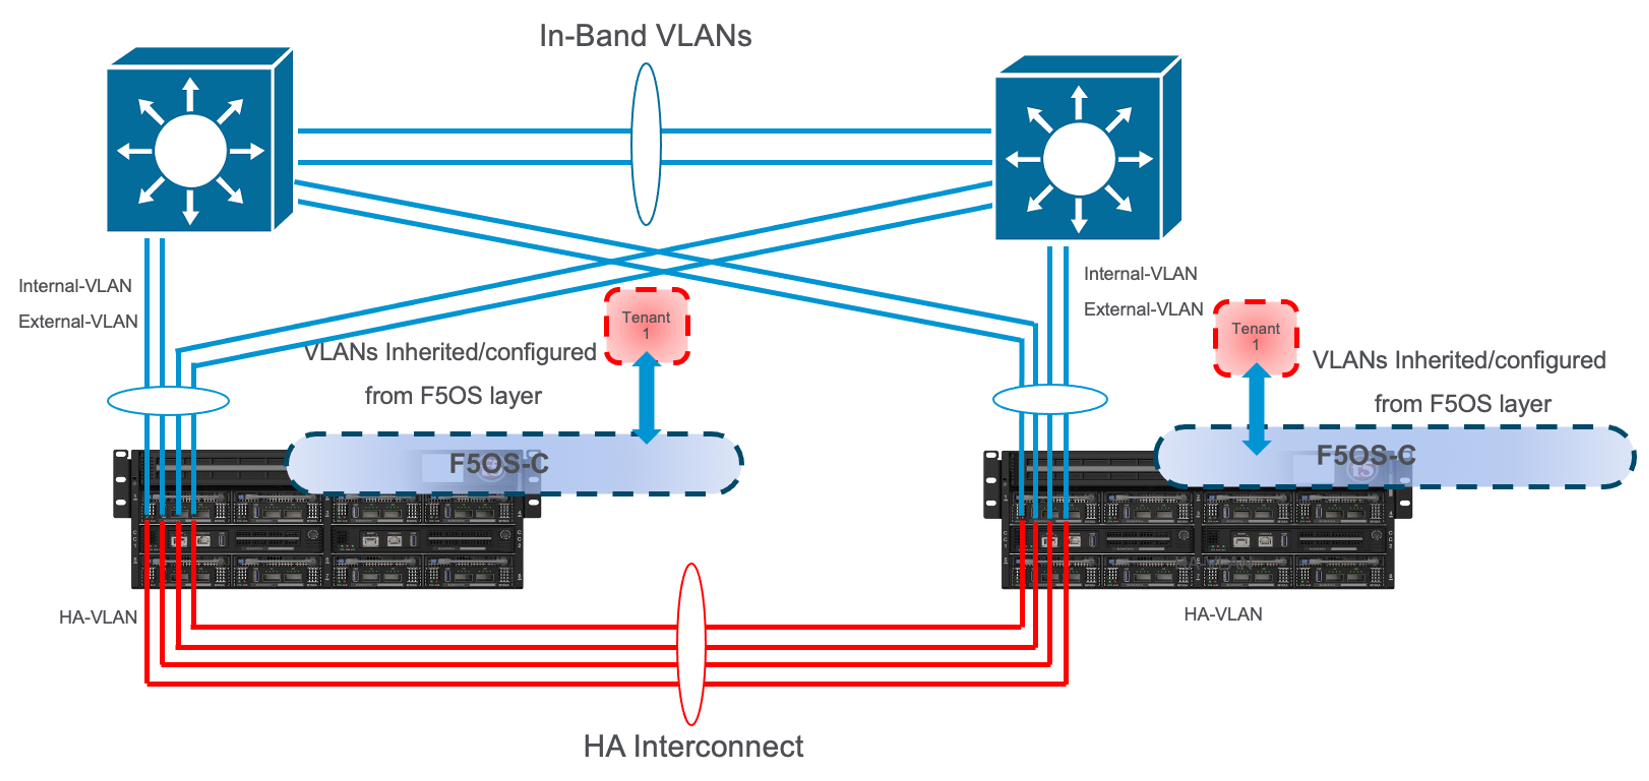 In-Band VLANs
Internal-VLAN
External-VLAN
Internal-VLAN
External-VLAN
Tenant
1
Tenant
1
VLANs Inherited/configured
from F5OS layer
VLANs Inherited/configured
from F5OS layer
F5OS-C
F5OS-C
HA-VLAN
HA-VLAN
HA Interconnect